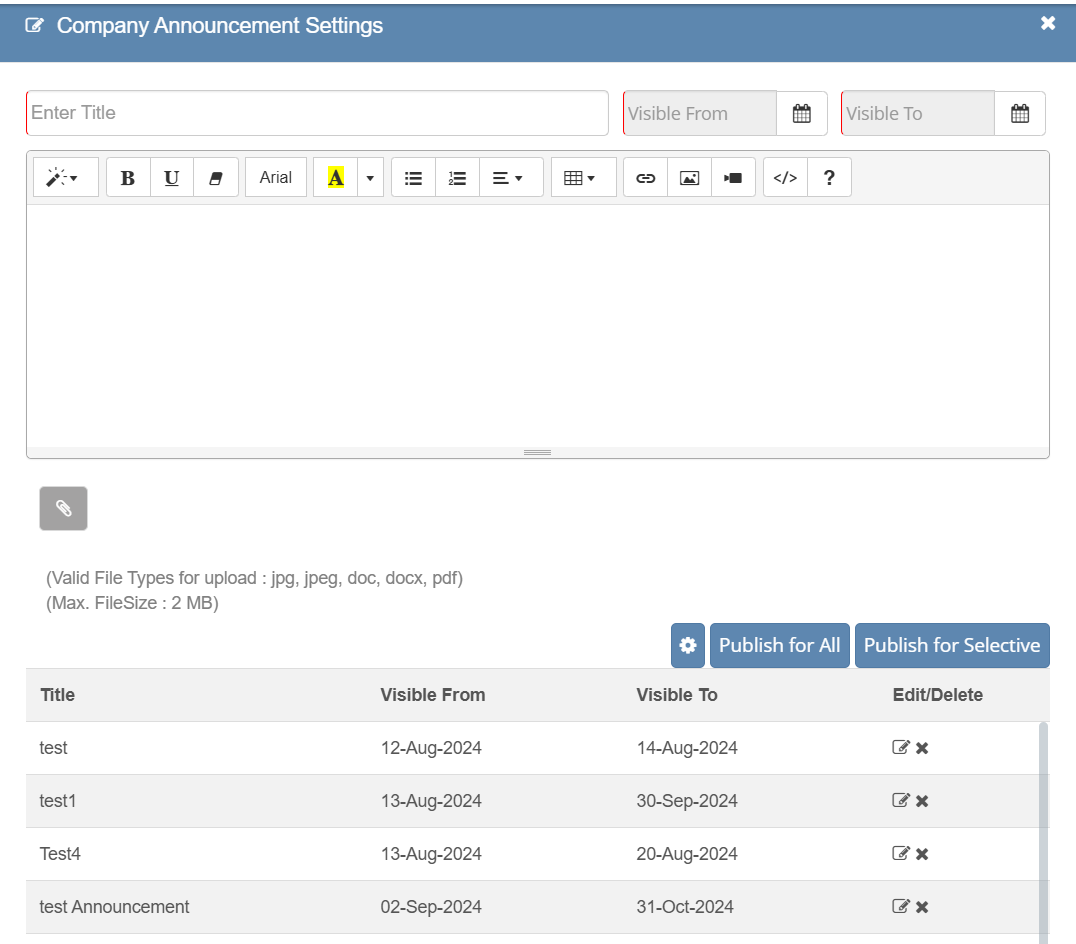 Company Announcement Settings
Enter Title Visible From Visible To
B U Arial A </> ?
(Valid File Types for upload : jpg, jpeg, doc, docx, pdf)
(Max. FileSize : 2 MB)
Publish for All Publish for Selective
Title Visible From Visible To Edit/Delete
test 12-Aug-2024 14-Aug-2024
test1 13-Aug-2024 30-Sep-2024
Test4 13-Aug-2024 20-Aug-2024
test Announcement 02-Sep-2024 31-Oct-2024